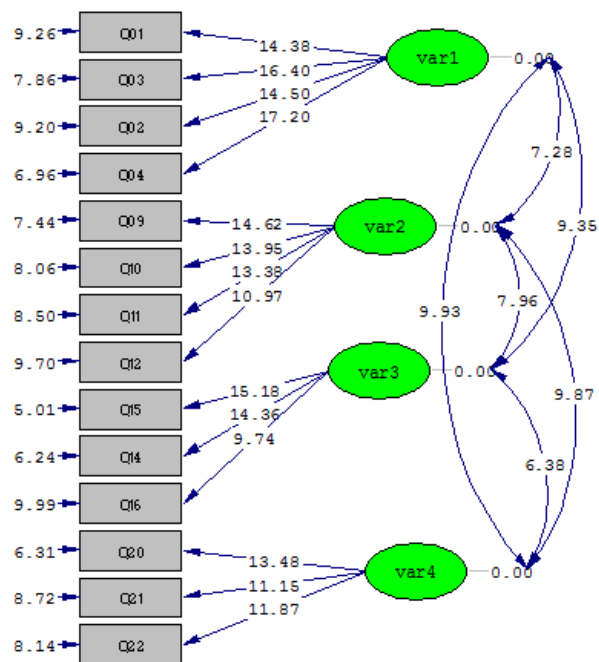 9.26 Q01 14.38 var1 0.00
7.86 Q03 16.40
9.20 Q02 14.50
6.96 Q04 17.20
7.28
7.44 Q09 14.62 var2 0.00
8.06 Q10 13.95
8.50 Q11 13.38
9.70 Q12 10.97
9.35
9.93
7.96
5.01 Q15 15.18 var3 0.00
6.24 Q14 14.36
9.99 Q16 9.74
9.87
6.38
6.31 Q20 13.48 var4 0.00
8.72 Q21 11.15
8.14 Q22 11.87